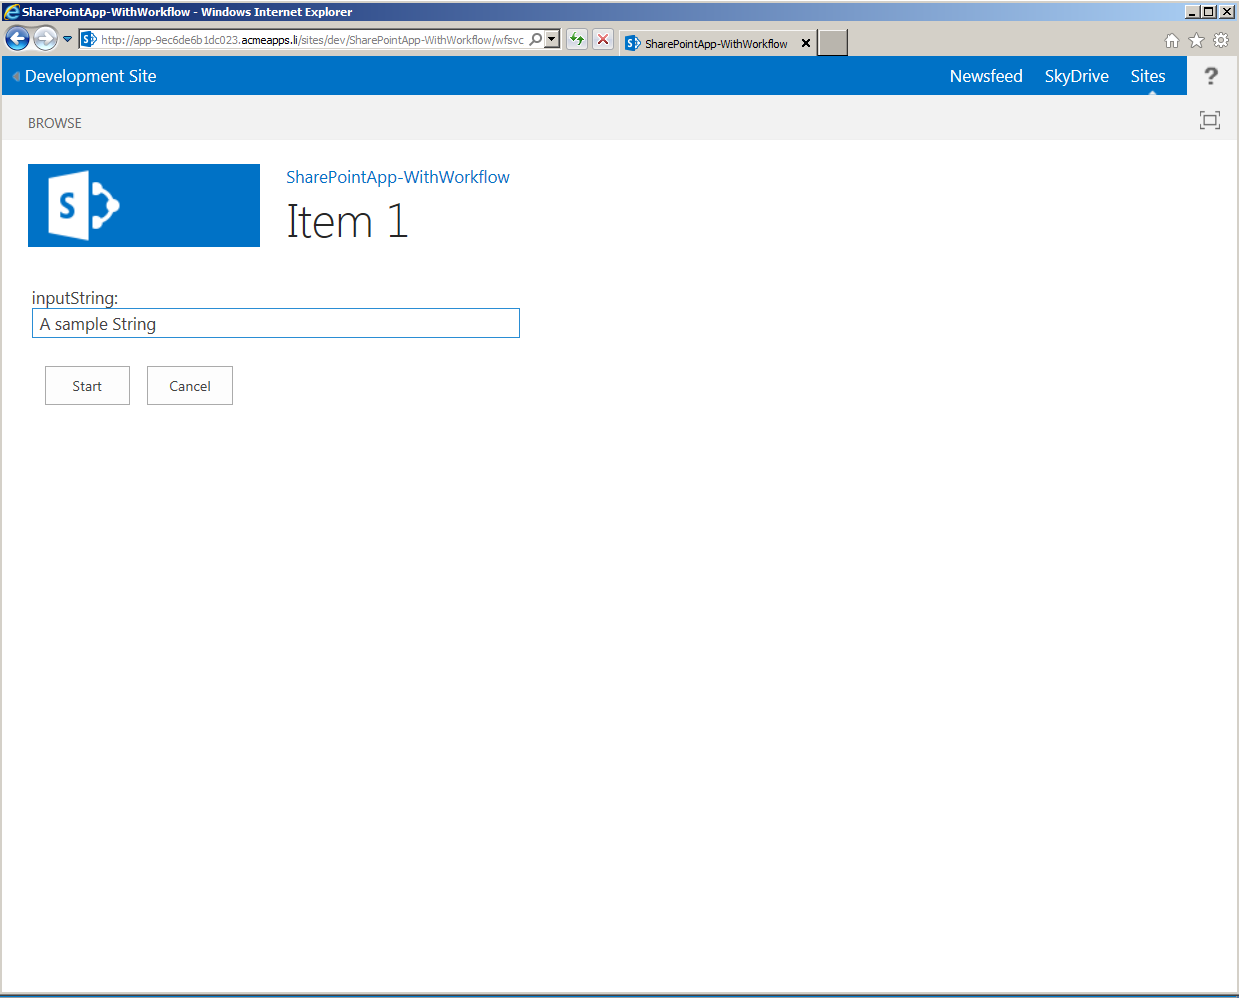 SharePointApp-WithWorkflow - Windows Internet Explorer
http://app-9ec6de6b1dc023.acmeapps.li/sites/dev/SharePointApp-WithWorkflow/wfsvc
SharePointApp-WithWorkflow
Development Site
Newsfeed SkyDrive Sites ?
BROWSE
S
SharePointApp-WithWorkflow
Item 1
inputString:
A sample String
Start Cancel